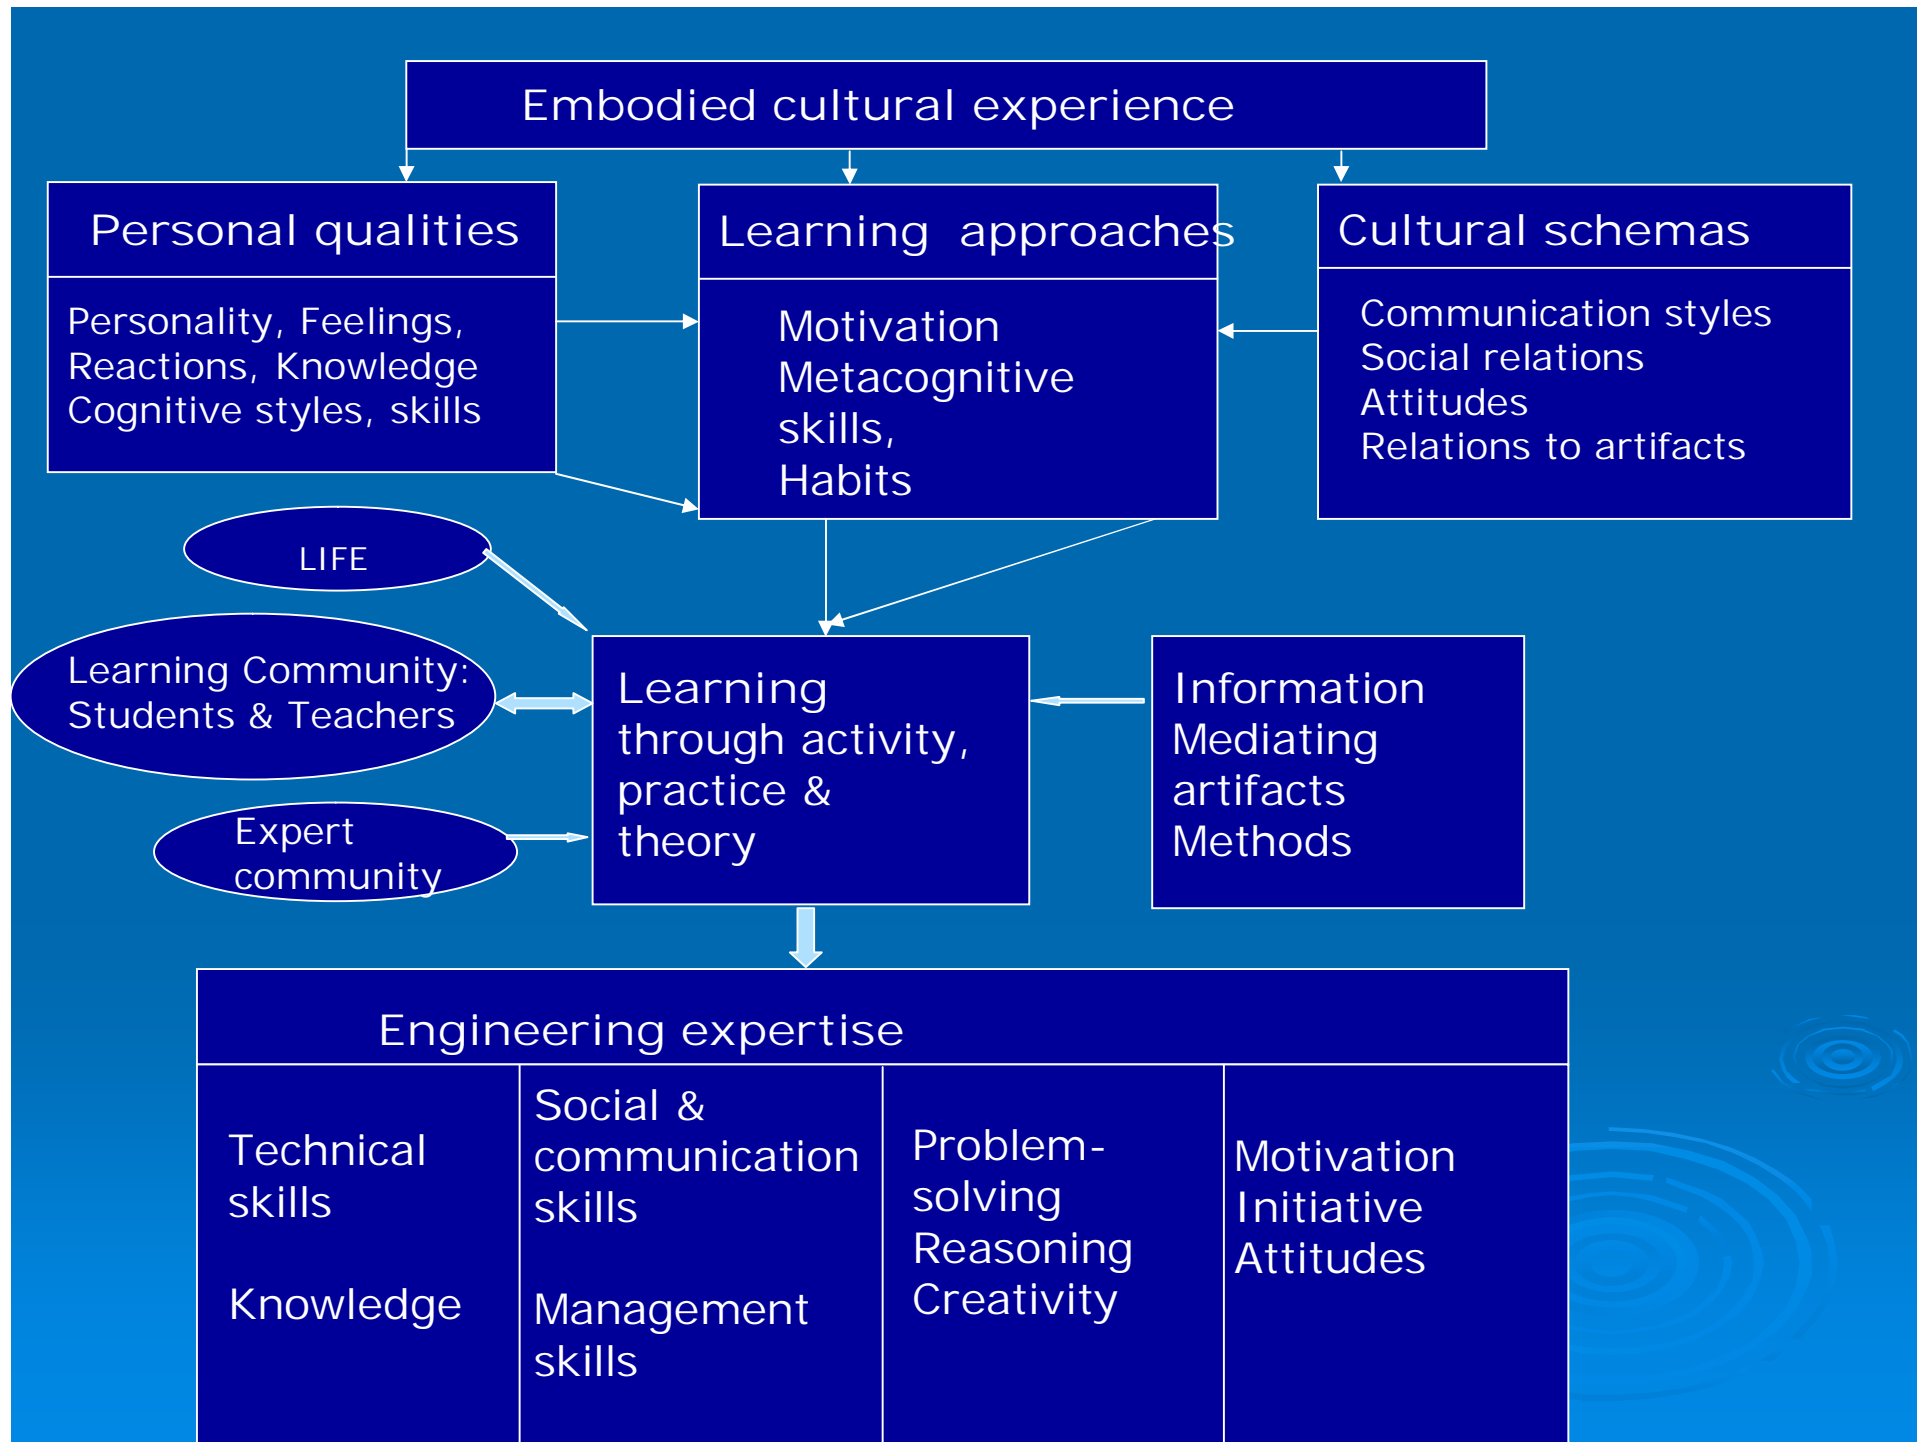 Embodied cultural experience
Personal qualities
Personality, Feelings,
Reactions, Knowledge
Cognitive styles, skills
Learning approaches
Motivation
Metacognitive
skills,
Habits
Cultural schemas
Communication styles
Social relations
Attitudes
Relations to artifacts
LIFE
Learning Community:
Students & Teachers
Expert
community
Learning
through activity,
practice &
theory
Information
Mediating
artifacts
Methods
Engineering expertise
Technical
skills
Knowledge
Social &
communication
skills
Management
skills
Problem-
solving
Reasoning
Creativity
Motivation
Initiative
Attitudes